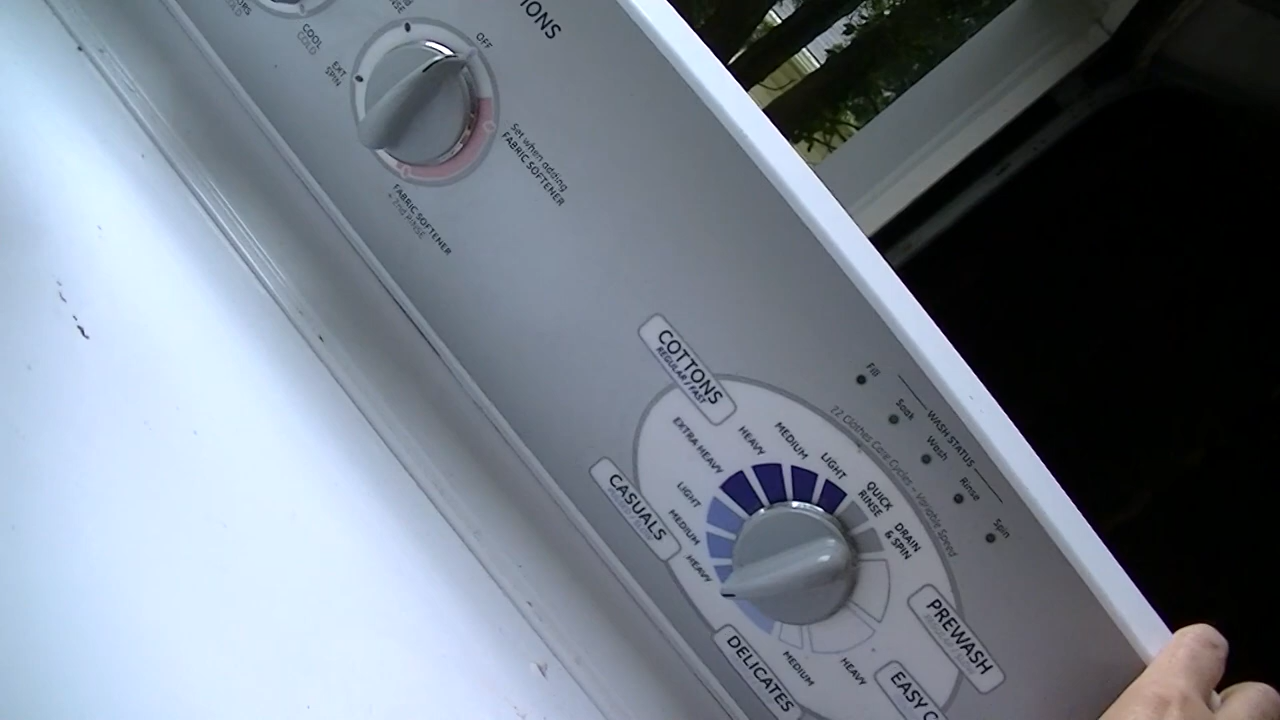 COOL
COLD
EXT
SPIN
OFF
Set when adding
FABRIC SOFTENER
FABRIC SOFTENER
+ 2nd RINSE
COTTONS
REGULAR / FAST
EXTRA HEAVY
HEAVY
MEDIUM
LIGHT
QUICK
RINSE
DRAIN
& SPIN
22 Clothes Care Cycles - Variable Speed
Fill
Soak
Wash
Rinse
Spin
WASH STATUS
CASUALS
LIGHT
MEDIUM
HEAVY
DELICATES
MEDIUM
HEAVY
PREWASH
EASY